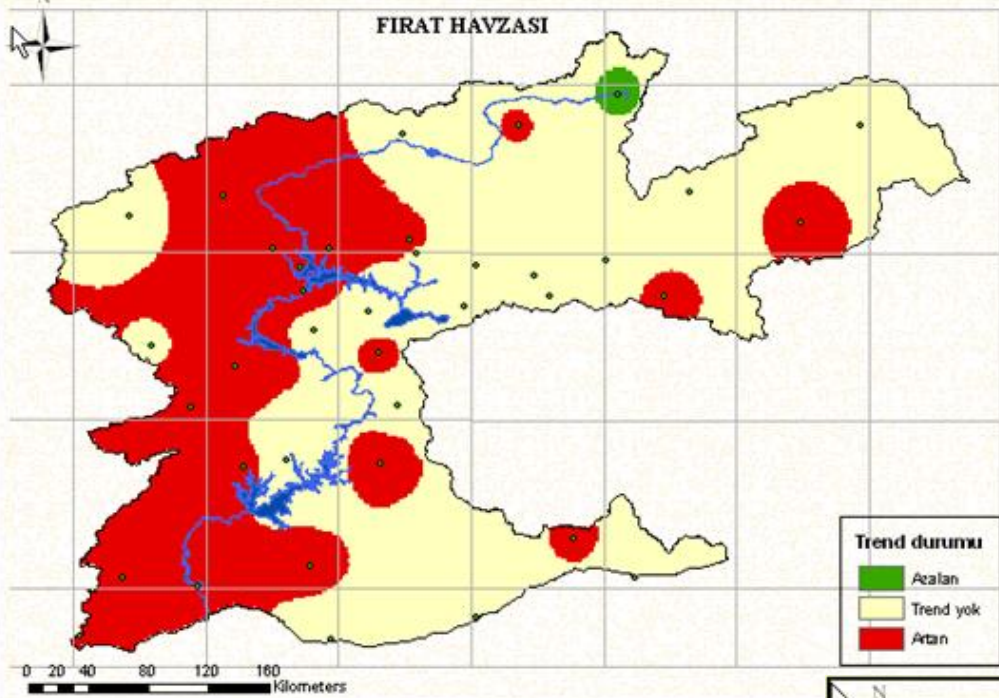 N
FIRAT HAVZASI
Trend durumu
Azalan
Trend yok
Artan
0 20 40 80 120 160
Kilometers
N